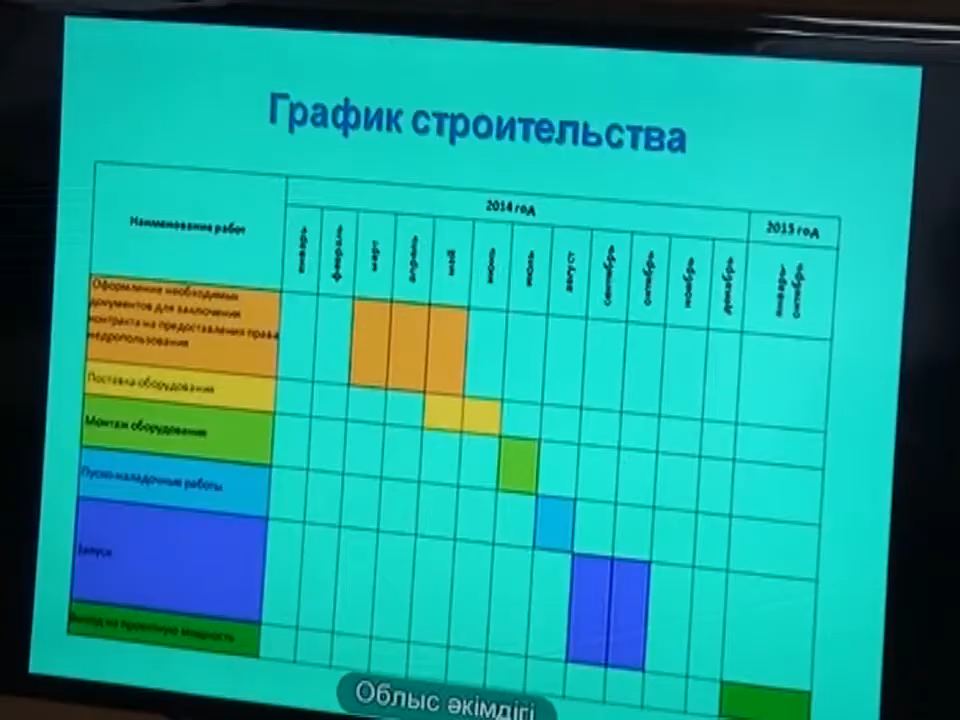 График строительства
Наименование работ
2014 год
2015 год
январь
февраль
март
апрель
май
июнь
июль
август
сентябрь
октябрь
ноябрь
декабрь
январь-
октябрь
Оформление необходимых
документов для заключения
контракта на предоставления права
недропользования
Поставка оборудования
Монтаж оборудования
Пуско-наладочные работы
Запуск
Выход на проектную мощность
Облыс әкімдігі